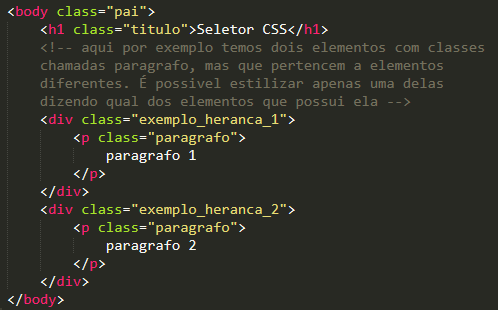 <body class="pai">
<h1 class="titulo">Seletor CSS</h1>
<!-- aqui por exemplo temos dois elementos com classes
chamadas paragrafo, mas que pertencem a elementos
diferentes. É possivel estilizar apenas uma delas
dizendo qual dos elementos que possui ela -->
<div class="exemplo_heranca_1">
<p class="paragrafo">
paragrafo 1
</p>
</div>
<div class="exemplo_heranca_2">
<p class="paragrafo">
paragrafo 2
</p>
</div>
</body>